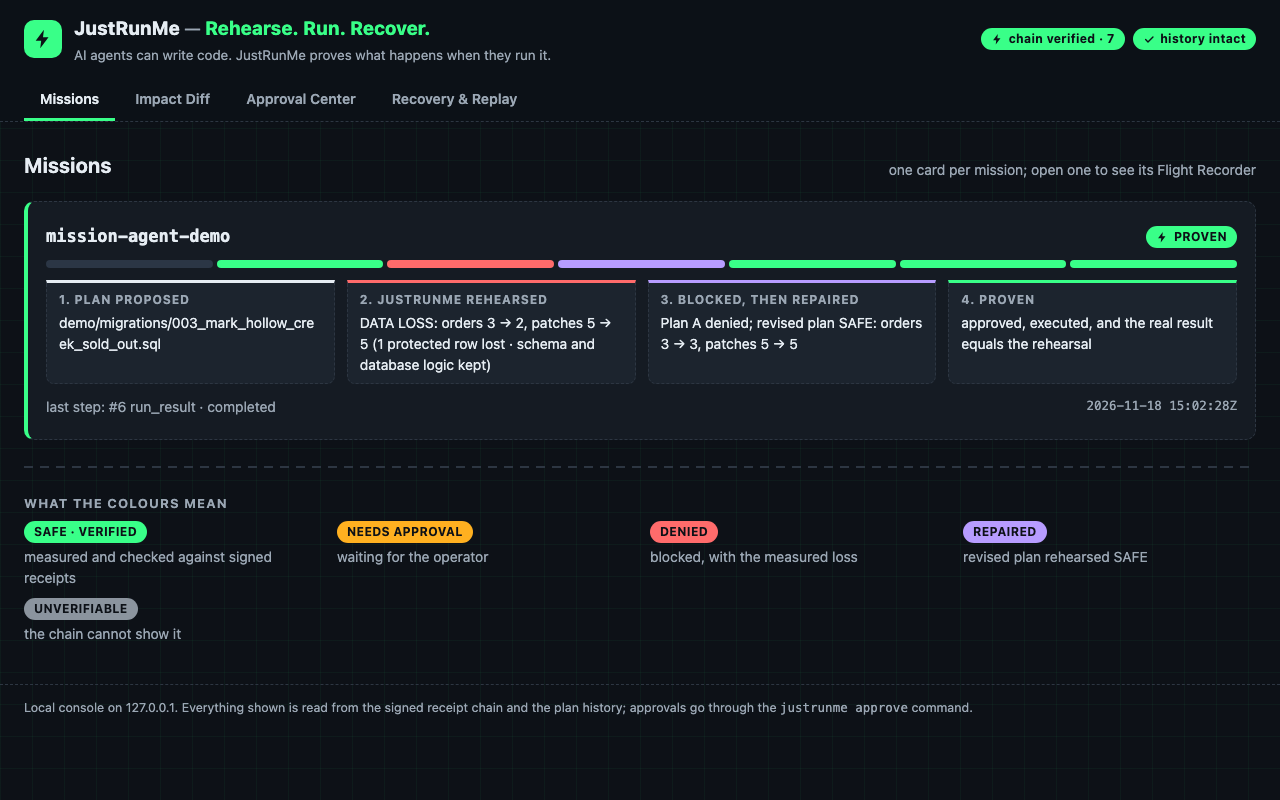 JustRunMe — Rehearse. Run. Recover.
AI agents can write code. JustRunMe proves what happens when they run it.
chain verified · 7
history intact
Missions
Impact Diff
Approval Center
Recovery & Replay
Missions
one card per mission; open one to see its Flight Recorder
mission-agent-demo
PROVEN
1. PLAN PROPOSED
demo/migrations/003_mark_hollow_cre
ek_sold_out.sql
2. JUSTRUNME REHEARSED
DATA LOSS: orders 3 → 2, patches 5 →
5 (1 protected row lost · schema and
database logic kept)
3. BLOCKED, THEN REPAIRED
Plan A denied; revised plan SAFE: orders
3 → 3, patches 5 → 5
4. PROVEN
approved, executed, and the real result
equals the rehearsal
last step: #6 run_result · completed
2026-11-18 15:02:28Z
WHAT THE COLOURS MEAN
SAFE · VERIFIED
measured and checked against signed
receipts
NEEDS APPROVAL
waiting for the operator
DENIED
blocked, with the measured loss
REPAIRED
revised plan rehearsed SAFE
UNVERIFIABLE
the chain cannot show it
Local console on 127.0.0.1. Everything shown is read from the signed receipt chain and the plan history; approvals go through the justrunme approve command.